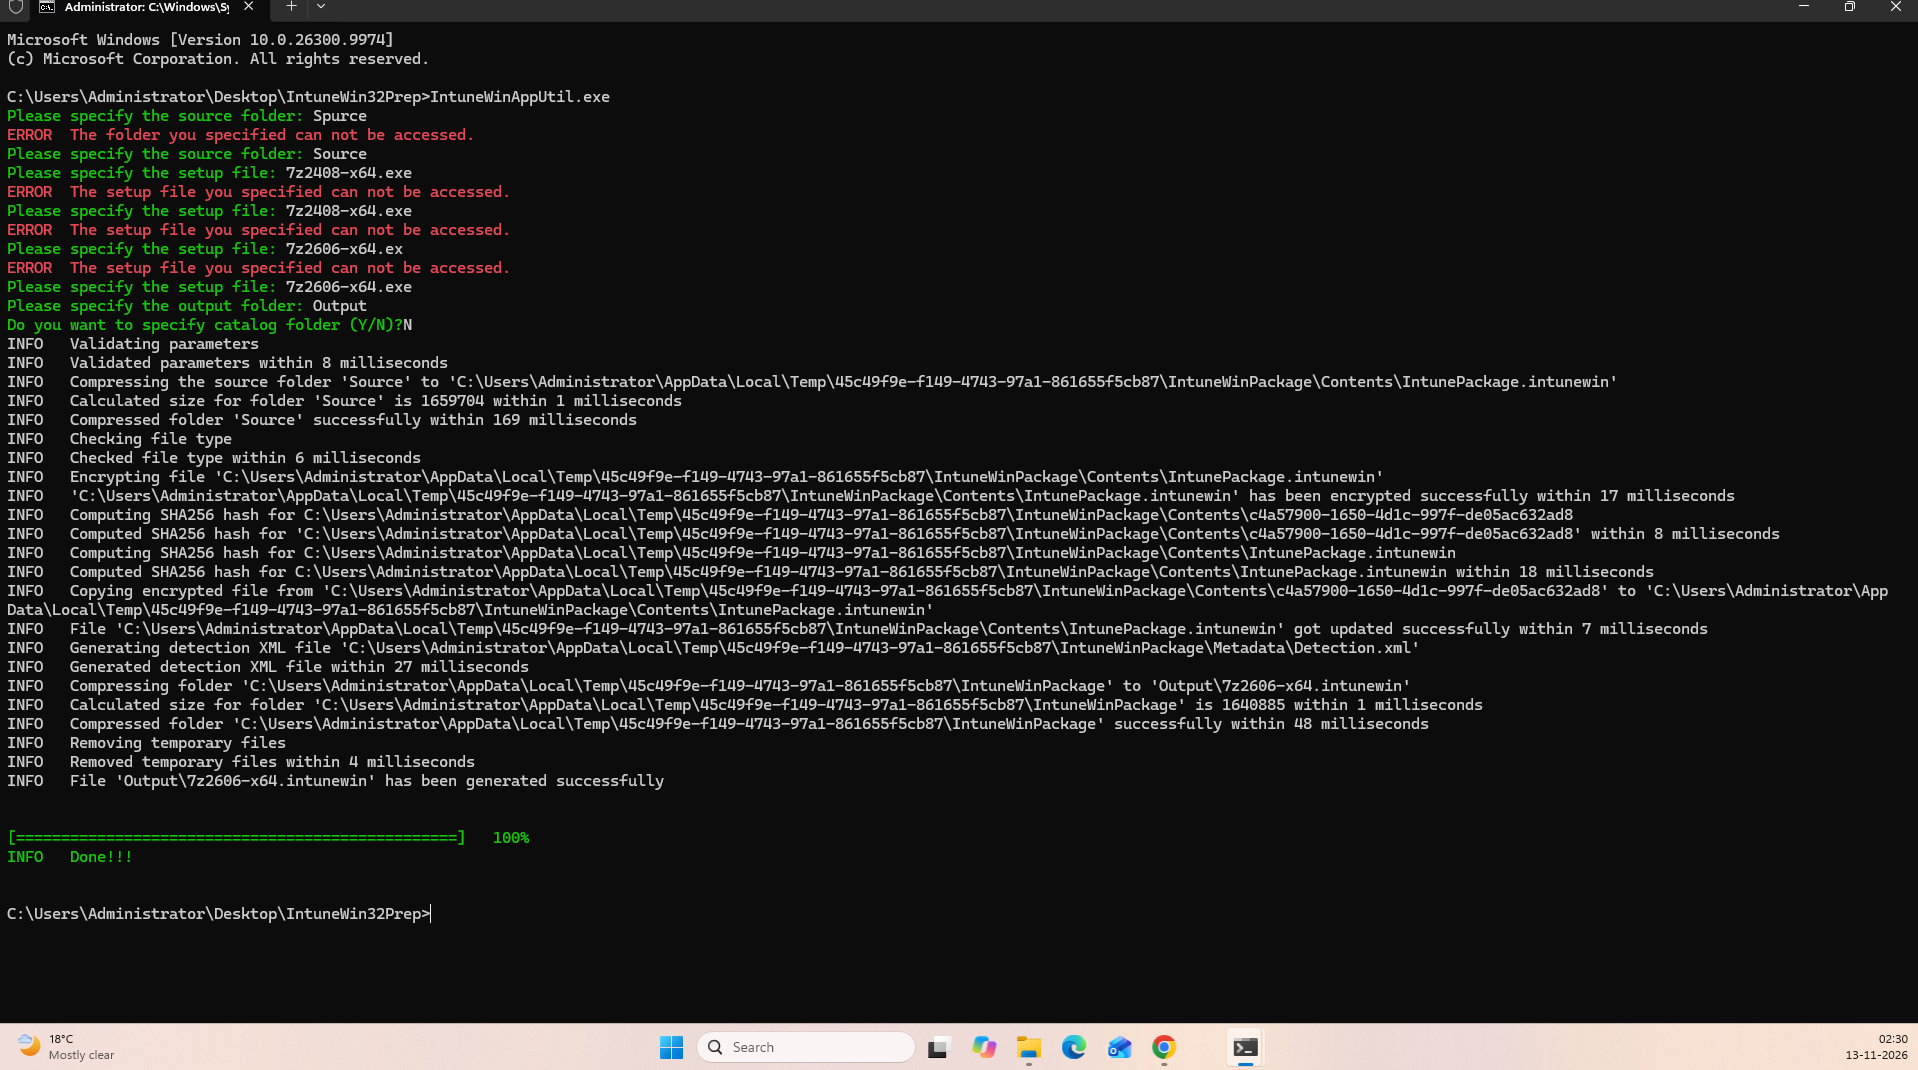 Administrator: C:\Windows\Sy
Microsoft Windows [Version 10.0.26300.9974]
(c) Microsoft Corporation. All rights reserved.
C:\Users\Administrator\Desktop\IntuneWin32Prep>IntuneWinAppUtil.exe
Please specify the source folder: Spurce
ERROR  The folder you specified can not be accessed.
Please specify the source folder: Source
Please specify the setup file: 7z2408-x64.exe
ERROR  The setup file you specified can not be accessed.
Please specify the setup file: 7z2408-x64.exe
ERROR  The setup file you specified can not be accessed.
Please specify the setup file: 7z2606-x64.ex
ERROR  The setup file you specified can not be accessed.
Please specify the setup file: 7z2606-x64.exe
Please specify the output folder: Output
Do you want to specify catalog folder (Y/N)?N
INFO   Validating parameters
INFO   Validated parameters within 8 milliseconds
INFO   Compressing the source folder 'Source' to 'C:\Users\Administrator\AppData\Local\Temp\45c49f9e-f149-4743-97a1-861655f5cb87\IntuneWinPackage\Contents\IntunePackage.intunewin'
INFO   Calculated size for folder 'Source' is 1659704 within 1 milliseconds
INFO   Compressed folder 'Source' successfully within 169 milliseconds
INFO   Checking file type
INFO   Checked file type within 6 milliseconds
INFO   Encrypting file 'C:\Users\Administrator\AppData\Local\Temp\45c49f9e-f149-4743-97a1-861655f5cb87\IntuneWinPackage\Contents\IntunePackage.intunewin'
INFO   'C:\Users\Administrator\AppData\Local\Temp\45c49f9e-f149-4743-97a1-861655f5cb87\IntuneWinPackage\Contents\IntunePackage.intunewin' has been encrypted successfully within 17 milliseconds
INFO   Computing SHA256 hash for C:\Users\Administrator\AppData\Local\Temp\45c49f9e-f149-4743-97a1-861655f5cb87\IntuneWinPackage\Contents\c4a57900-1650-4d1c-997f-de05ac632ad8
INFO   Computed SHA256 hash for 'C:\Users\Administrator\AppData\Local\Temp\45c49f9e-f149-4743-97a1-861655f5cb87\IntuneWinPackage\Contents\c4a57900-1650-4d1c-997f-de05ac632ad8' within 8 milliseconds
INFO   Computing SHA256 hash for C:\Users\Administrator\AppData\Local\Temp\45c49f9e-f149-4743-97a1-861655f5cb87\IntuneWinPackage\Contents\IntunePackage.intunewin
INFO   Computed SHA256 hash for C:\Users\Administrator\AppData\Local\Temp\45c49f9e-f149-4743-97a1-861655f5cb87\IntuneWinPackage\Contents\IntunePackage.intunewin within 18 milliseconds
INFO   Copying encrypted file from 'C:\Users\Administrator\AppData\Local\Temp\45c49f9e-f149-4743-97a1-861655f5cb87\IntuneWinPackage\Contents\c4a57900-1650-4d1c-997f-de05ac632ad8' to 'C:\Users\Administrator\App
Data\Local\Temp\45c49f9e-f149-4743-97a1-861655f5cb87\IntuneWinPackage\Contents\IntunePackage.intunewin'
INFO   File 'C:\Users\Administrator\AppData\Local\Temp\45c49f9e-f149-4743-97a1-861655f5cb87\IntuneWinPackage\Contents\IntunePackage.intunewin' got updated successfully within 7 milliseconds
INFO   Generating detection XML file 'C:\Users\Administrator\AppData\Local\Temp\45c49f9e-f149-4743-97a1-861655f5cb87\IntuneWinPackage\Metadata\Detection.xml'
INFO   Generated detection XML file within 27 milliseconds
INFO   Compressing folder 'C:\Users\Administrator\AppData\Local\Temp\45c49f9e-f149-4743-97a1-861655f5cb87\IntuneWinPackage' to 'Output\7z2606-x64.intunewin'
INFO   Calculated size for folder 'C:\Users\Administrator\AppData\Local\Temp\45c49f9e-f149-4743-97a1-861655f5cb87\IntuneWinPackage' is 1640885 within 1 milliseconds
INFO   Compressed folder 'C:\Users\Administrator\AppData\Local\Temp\45c49f9e-f149-4743-97a1-861655f5cb87\IntuneWinPackage' successfully within 48 milliseconds
INFO   Removing temporary files
INFO   Removed temporary files within 4 milliseconds
INFO   File 'Output\7z2606-x64.intunewin' has been generated successfully
[=================================================]   100%
INFO   Done!!!
C:\Users\Administrator\Desktop\IntuneWin32Prep>
18°C
Mostly clear
Search
02:30
13-11-2026